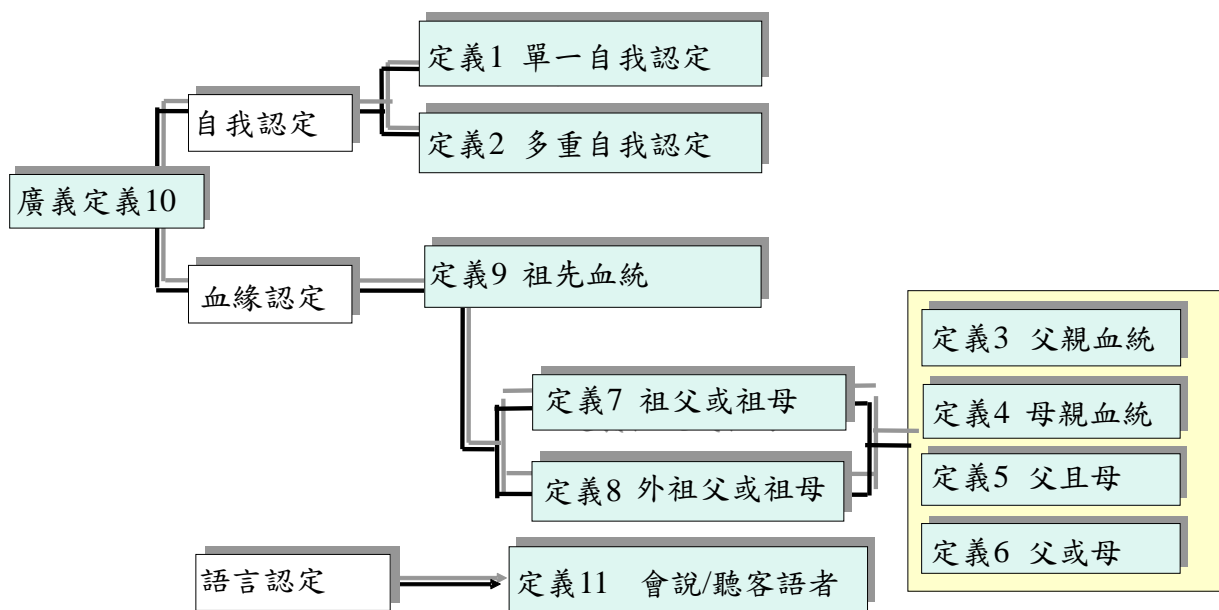 定義1 單一自我認定
自我認定
定義2 多重自我認定
廣義定義10
血緣認定
定義9 祖先血統
定義3 父親血統
定義7 祖父或祖母
定義4 母親血統
定義8 外祖父或祖母
定義5 父且母
定義6 父或母
語言認定
定義11 會說/聽客語者